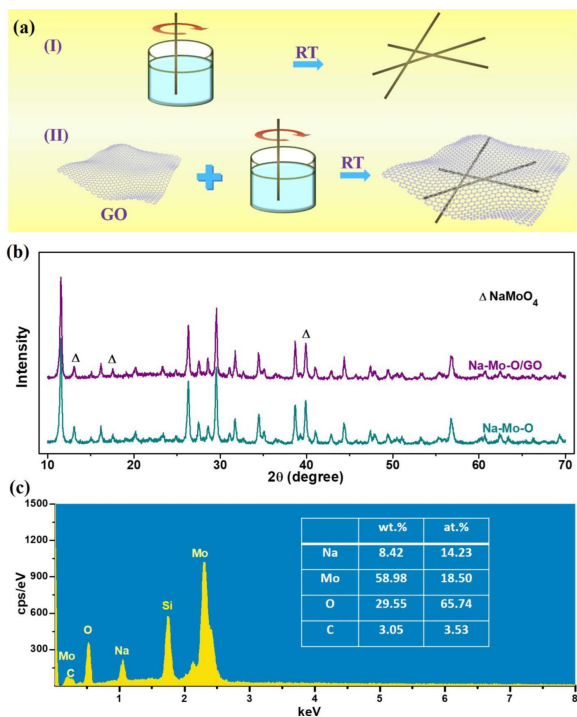 (a)
(I)
RT
(II)
GO
RT
(b)
Intensity
Δ NaMoO4
Δ
Δ
Δ
Na-Mo-O/GO
Na-Mo-O
10 20 30 40 50 60 70
2θ (degree)
(c)
cps/eV
1500
1200
900
600
300
Mo
C
O
Na
Si
Mo
wt.% at.%
Na 8.42 14.23
Mo 58.98 18.50
O 29.55 65.74
C 3.05 3.53
0 1 2 3 4 5 6 7 8
keV